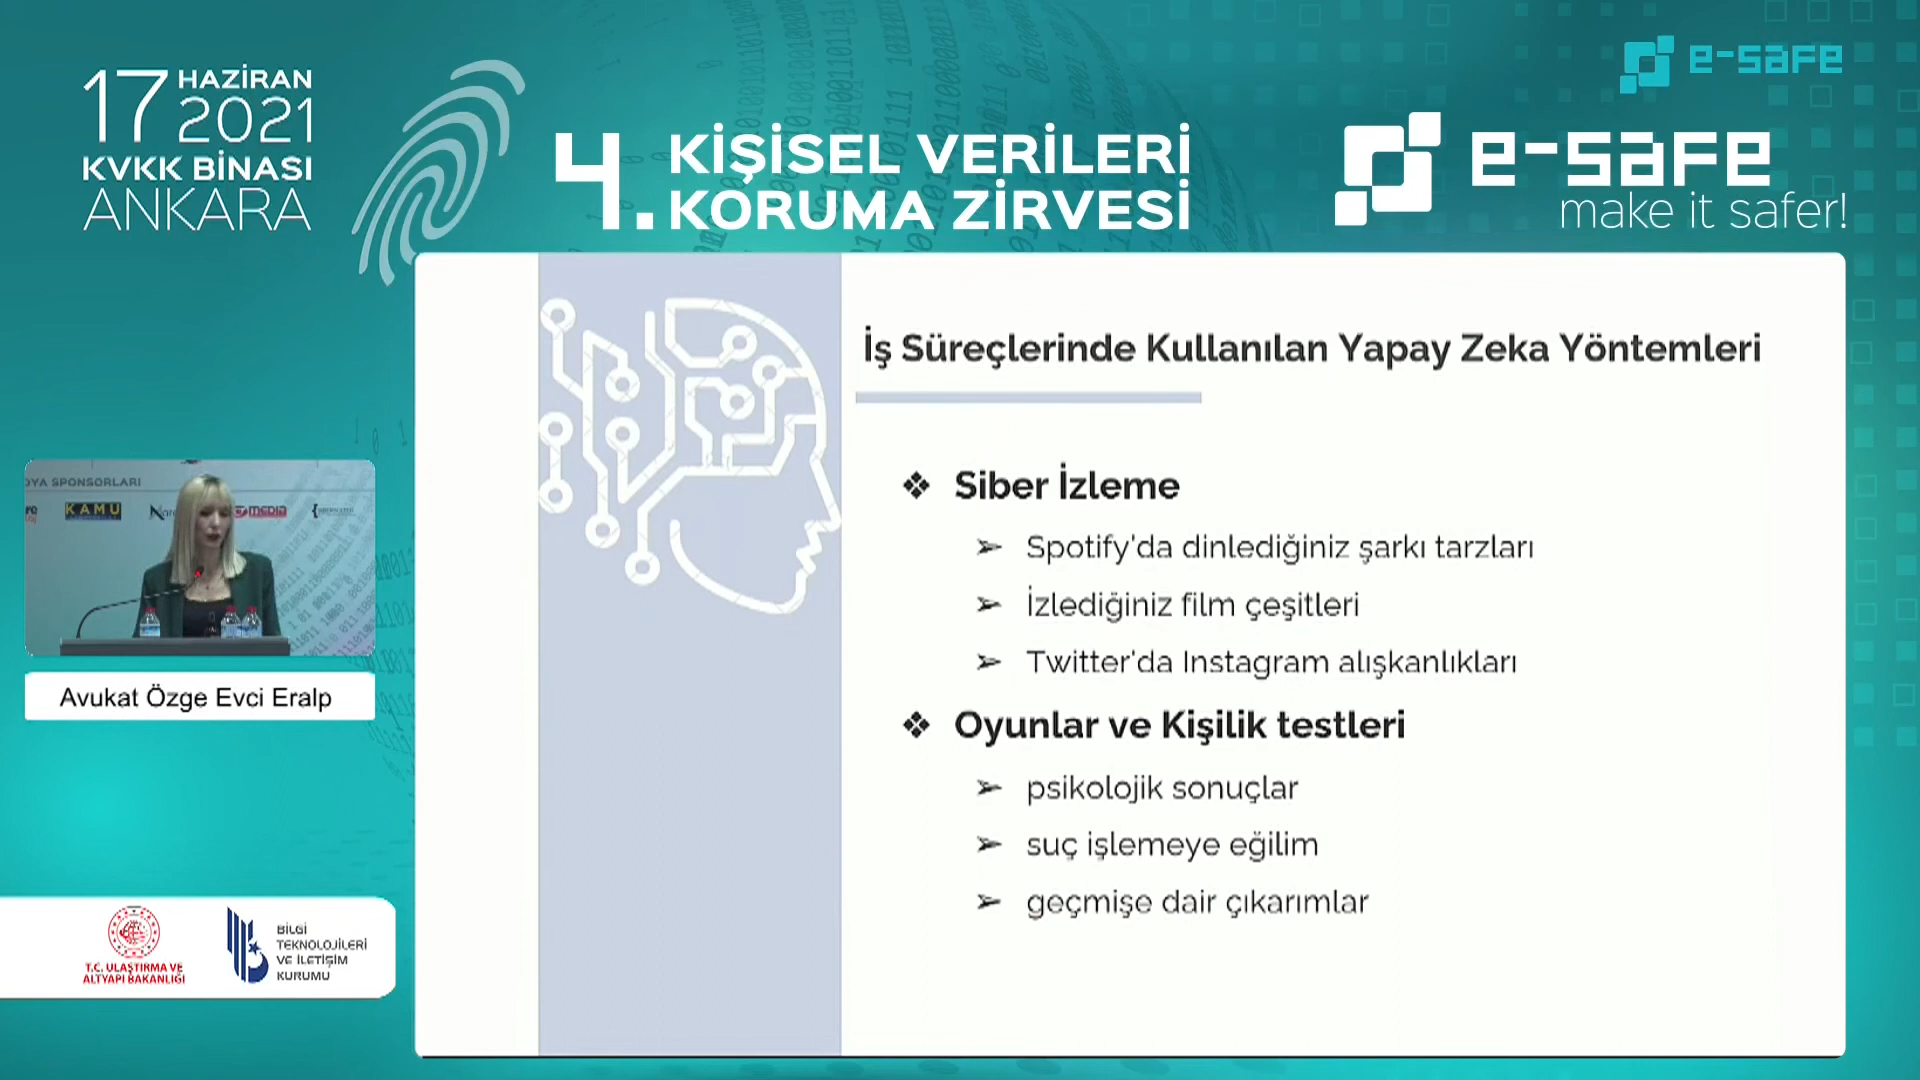 17 HAZİRAN
2021
KVKK BİNASI
ANKARA
4. KİŞİSEL VERİLERİ
KORUMA ZİRVESİ
e-safe
e-safe
make it safer!
İş Süreçlerinde Kullanılan Yapay Zeka Yöntemleri
❖ Siber İzleme
➢ Spotify'da dinlediğiniz şarkı tarzları
➢ İzlediğiniz film çeşitleri
➢ Twitter'da Instagram alışkanlıkları
❖ Oyunlar ve Kişilik testleri
➢ psikolojik sonuçlar
➢ suç işlemeye eğilim
➢ geçmişe dair çıkarımlar
DYA SPONSORLARI
KAMU
MEDIA
Avukat Özge Evci Eralp
T.C. ULAŞTIRMA VE
ALTYAPI BAKANLIĞI
BİLGİ
TEKNOLOJİLERİ
VE İLETİŞİM
KURUMU